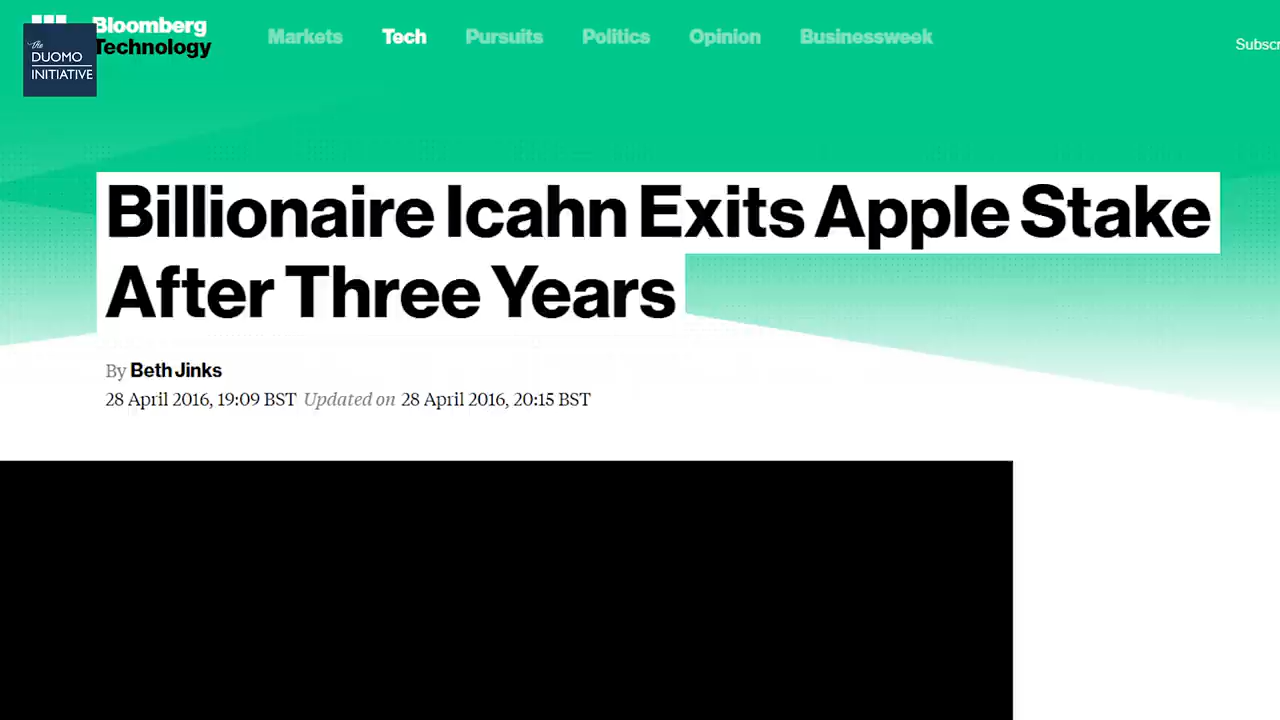 Bloomberg
Technology
the
DUOMO
INITIATIVE
Markets Tech Pursuits Politics Opinion Businessweek
Subscr
Billionaire Icahn Exits Apple Stake
After Three Years
By Beth Jinks
28 April 2016, 19:09 BST Updated on 28 April 2016, 20:15 BST